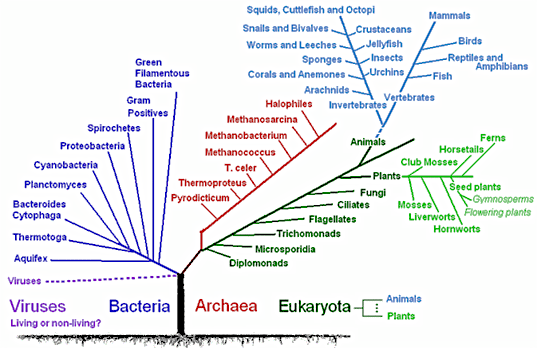 Squids, Cuttlefish and Octopi
Snails and Bivalves
Crustaceans
Worms and Leeches
Jellyfish
Sponges
Insects
Corals and Anemones
Urchins
Arachnids
Invertebrates
Mammals
Birds
Reptiles and
Amphibians
Fish
Vertebrates
Animals
Green
Filamentous
Bacteria
Gram
Positives
Spirochetes
Proteobacteria
Cyanobacteria
Planctomyces
Bacteroides
Cytophaga
Thermotoga
Aquifex
Viruses
Halophiles
Methanosarcina
Methanobacterium
Methanococcus
T. celer
Thermoproteus
Pyrodicticum
Plants
Fungi
Ciliates
Flagellates
Trichomonads
Microsporidia
Diplomonads
Ferns
Horsetails
Club Mosses
Seed plants
Gymnosperms
Flowering plants
Mosses
Liverworts
Hornworts
Viruses
Living or non-living?
Bacteria
Archaea
Eukaryota
Animals
Plants